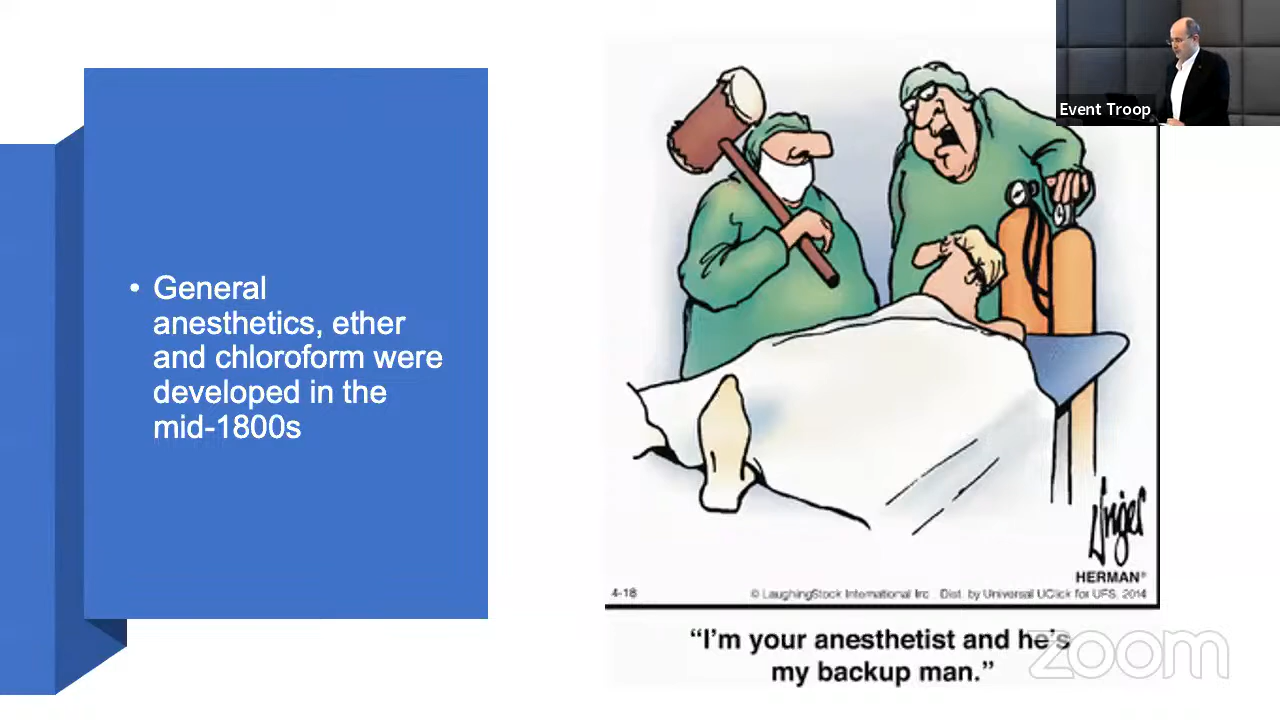 Event Troop
• General
anesthetics, ether
and chloroform were
developed in the
mid-1800s
Unger
HERMAN®
4-18
© LaughingStock International Inc Dist. by Universal UClick for UFS, 2014
“I’m your anesthetist and he’s
my backup man.”
zoom